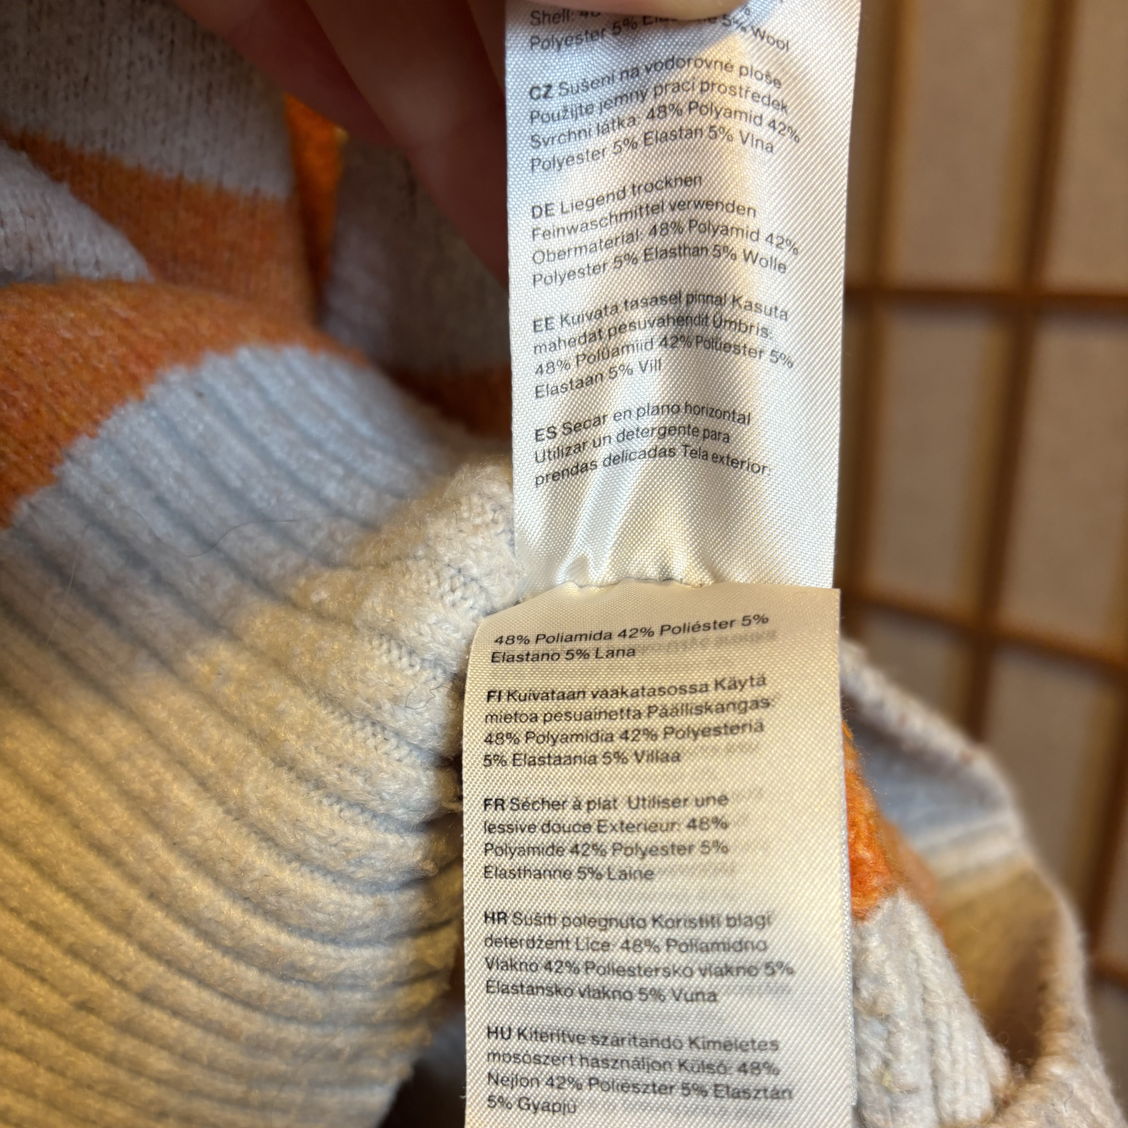 Shell: 48
Polyester 5% Elastane 5% Wool
CZ Sušení na vodorovné ploše
Použijte jemný prací prostředek
Svrchní látka: 48% Polyamid 42%
Polyester 5% Elastan 5% Vlna
DE Liegend trocknen
Feinwaschmittel verwenden
Obermaterial: 48% Polyamid 42%
Polyester 5% Elasthan 5% Wolle
EE Kuivata tasasel pinnal Kasuta
mahedat pesuvahendit Ümbris:
48% Polüamiid 42% Polüester 5%
Elastaan 5% Vill
ES Secar en plano horizontal
Utilizar un detergente para
prendas delicadas Tela exterior:
48% Poliamida 42% Poliéster 5%
Elastano 5% Lana
FI Kuivataan vaakatasossa Käytä
mietoa pesuainetta Päälliskangas:
48% Polyamidia 42% Polyesteriä
5% Elastaania 5% Villaa
FR Sécher à plat Utiliser une
lessive douce Exterieur: 48%
Polyamide 42% Polyester 5%
Elasthanne 5% Laine
HR Sušiti polegnuto Koristiti blagi
deterdžent Lice: 48% Poliamidno
Vlakno 42% Poliestersko vlakno 5%
Elastansko vlakno 5% Vuna
HU Kiterítve szárítandó Kíméletes
mosószert használjon Külső: 48%
Nejlon 42% Poliészter 5% Elasztán
5% Gyapjú